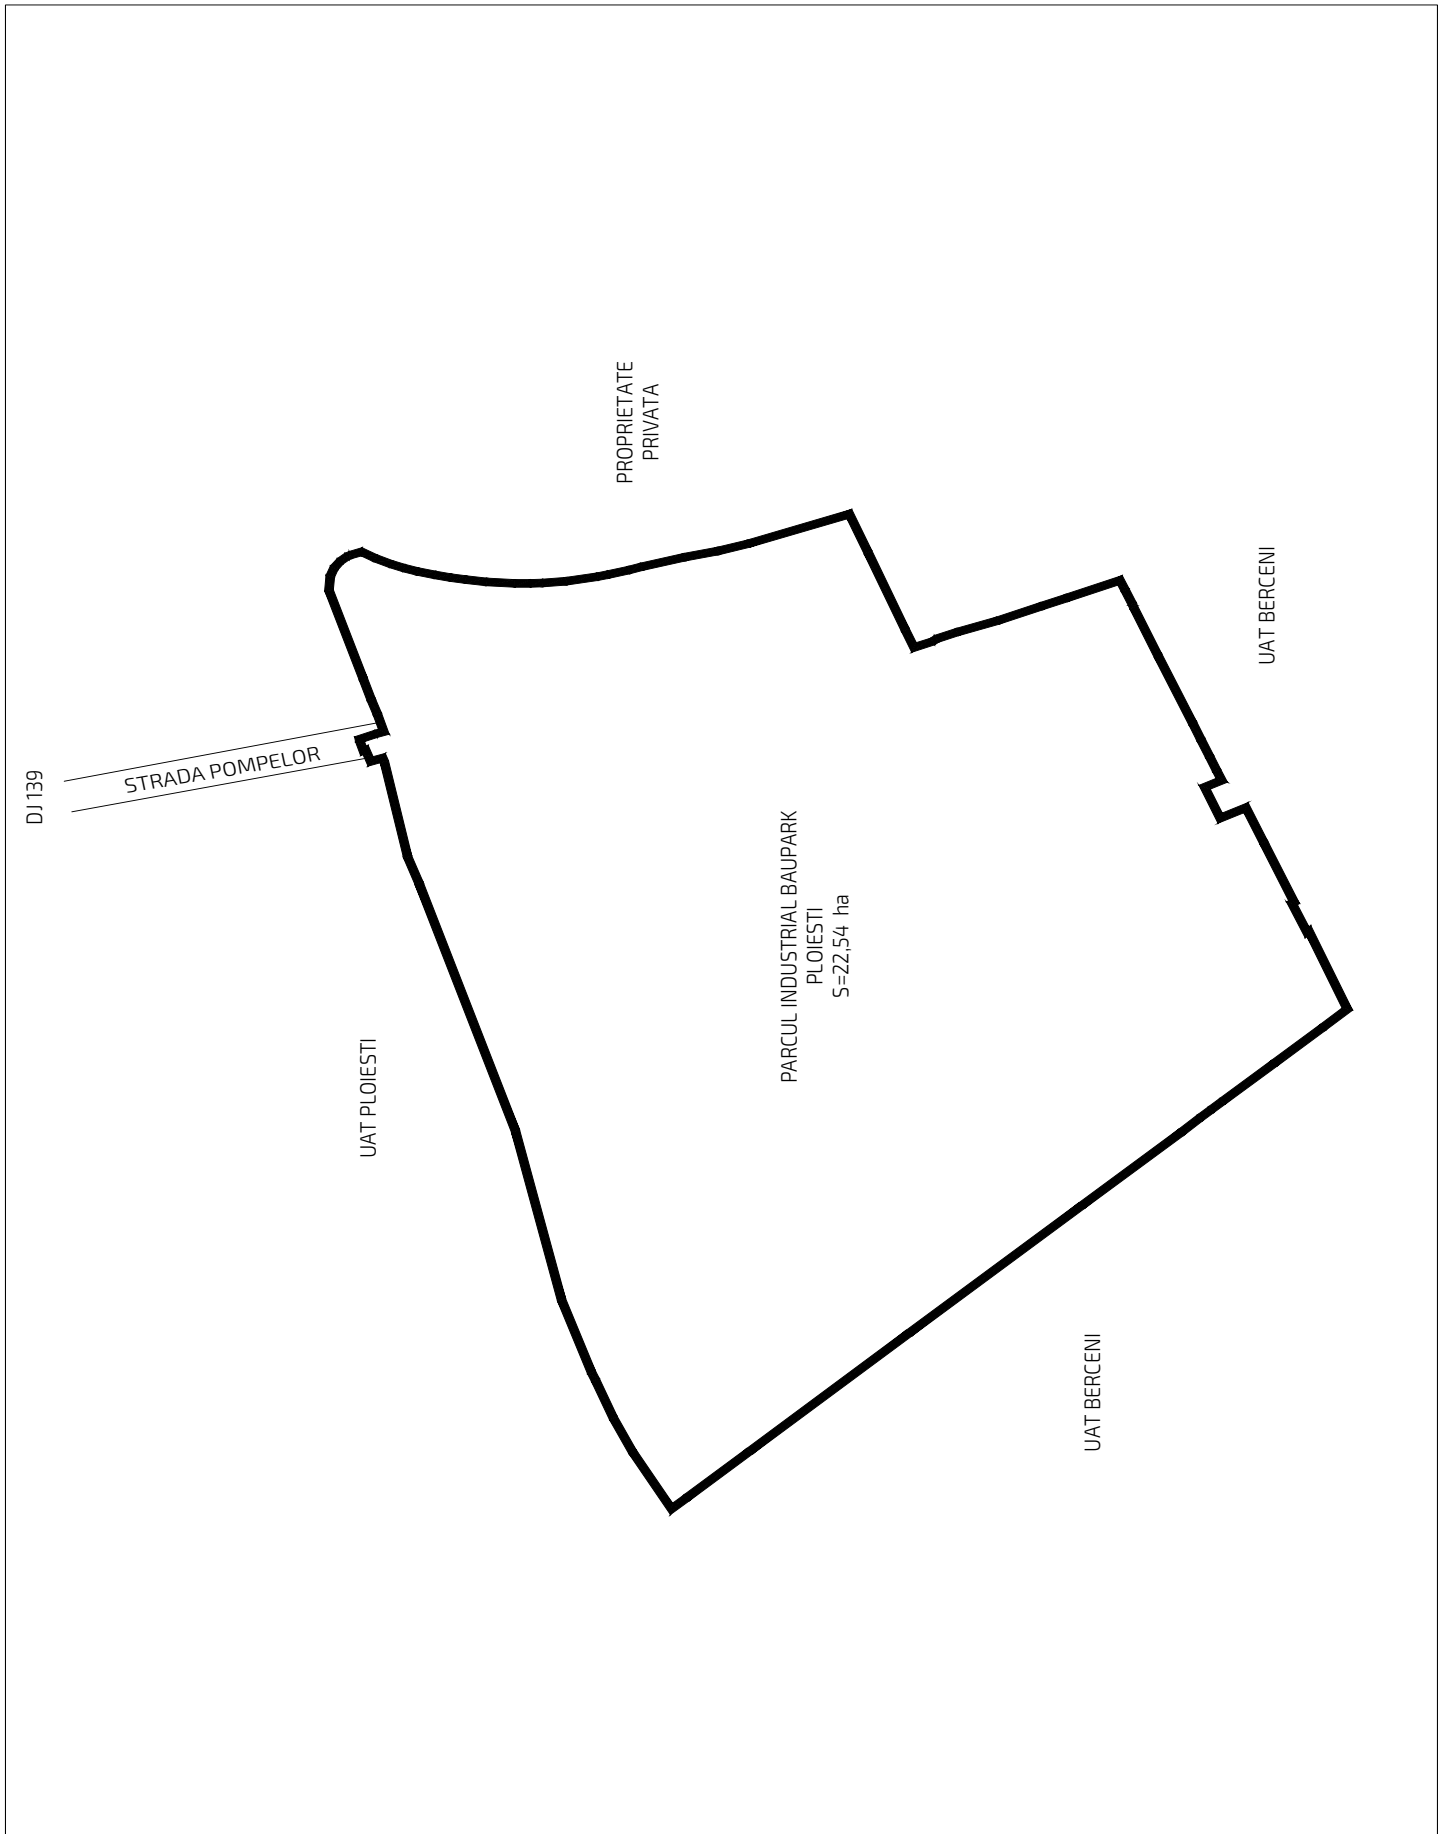 DJ 139
STRADA POMPELOR
UAT PLOIESTI
PROPRIETATE
PRIVATA
PARCUL INDUSTRIAL BAUPARK
PLOIESTI
S=22,54 ha
UAT BERCENI
UAT BERCENI